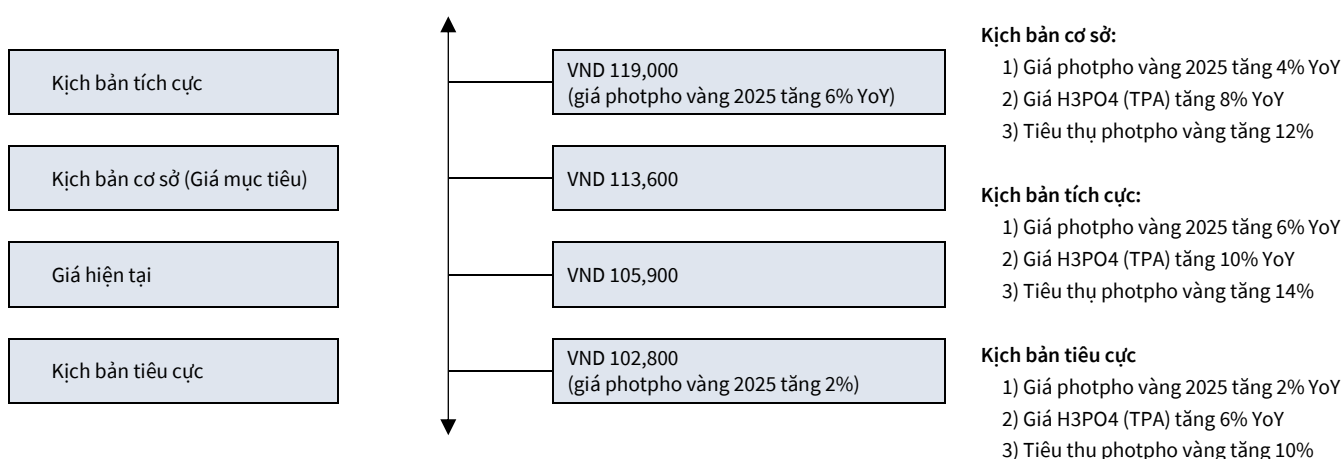 Kịch bản tích cực
VND 119,000
(giá photpho vàng 2025 tăng 6% YoY)
Kịch bản cơ sở (Giá mục tiêu)
VND 113,600
Giá hiện tại
VND 105,900
Kịch bản tiêu cực
VND 102,800
(giá photpho vàng 2025 tăng 2%)
Kịch bản cơ sở:
1) Giá photpho vàng 2025 tăng 4% YoY
2) Giá H3PO4 (TPA) tăng 8% YoY
3) Tiêu thụ photpho vàng tăng 12%
Kịch bản tích cực:
1) Giá photpho vàng 2025 tăng 6% YoY
2) Giá H3PO4 (TPA) tăng 10% YoY
3) Tiêu thụ photpho vàng tăng 14%
Kịch bản tiêu cực
1) Giá photpho vàng 2025 tăng 2% YoY
2) Giá H3PO4 (TPA) tăng 6% YoY
3) Tiêu thụ photpho vàng tăng 10%